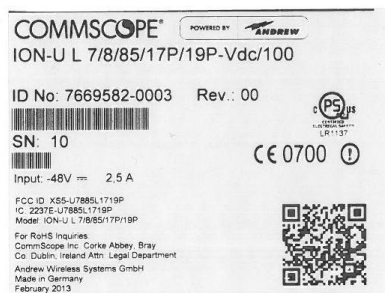 COMMSCOPE® POWERED BY ANDREW
ION-U L 7/8/85/17P/19P-Vdc/100
ID No: 7669582-0003 Rev.: 00
c PS us
CERTIFIED
ELECTRICAL SAFETY
LR1137
SN: 10
CE 0700
Input: -48V 2,5 A
FCC ID XS5-U7885L1719P
IC: 2237E-U7885L1719P
Model: ION-U L 7/8/85/17P/19P
For RoHS Inquiries:
CommScope Inc. Corke Abbey, Bray
Co. Dublin, Ireland Attn: Legal Department
Andrew Wireless Systems GmbH
Made in Germany
February 2013